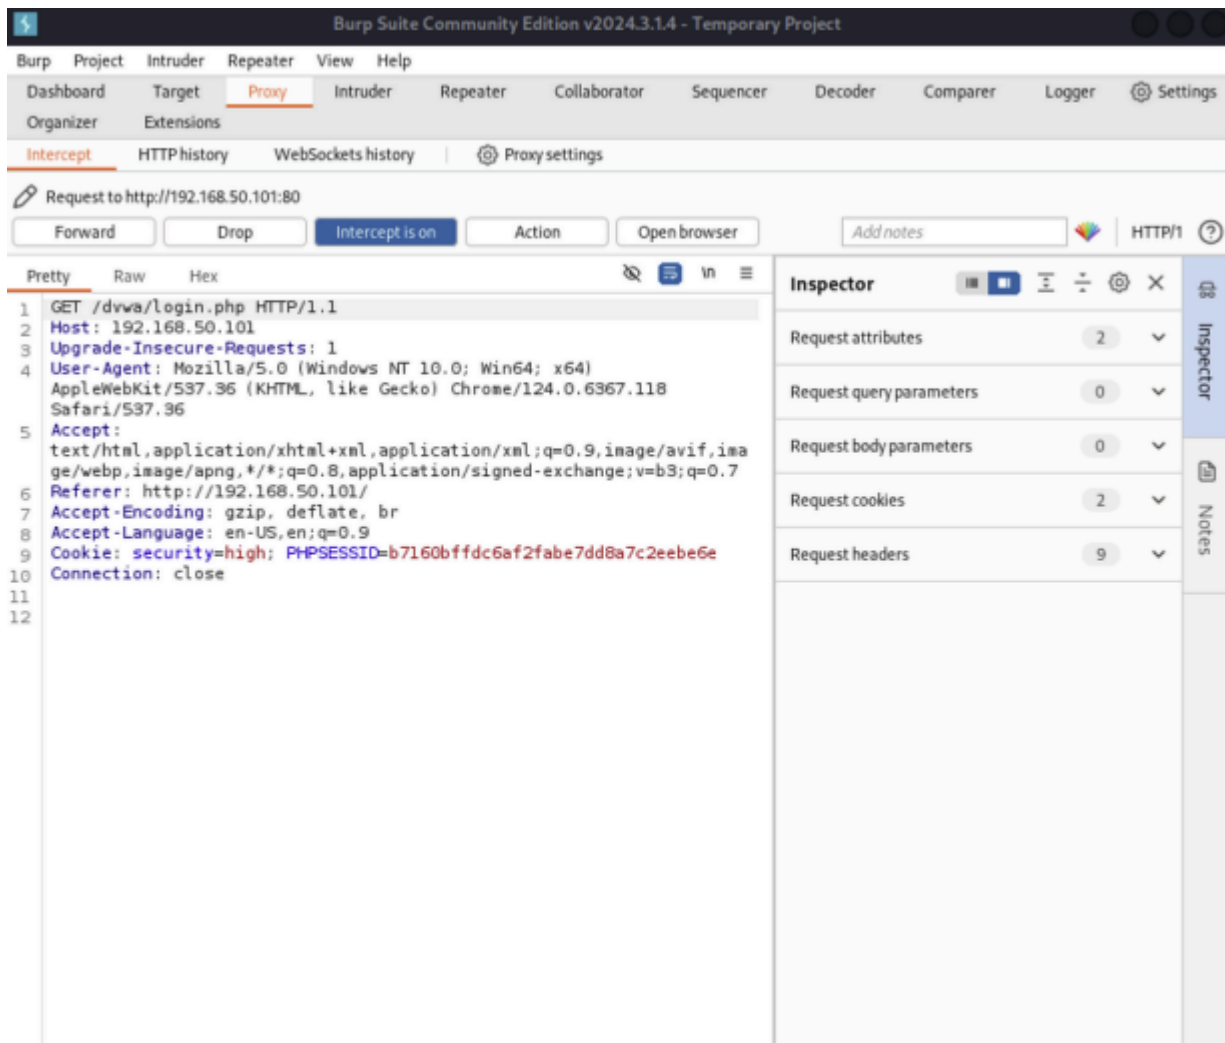 Burp Suite Community Edition v2024.3.1.4 - Temporary Project
Burp Project Intruder Repeater View Help
Dashboard Target Proxy Intruder Repeater Collaborator Sequencer Decoder Comparer Logger Settings
Organizer Extensions
Intercept HTTP history WebSockets history Proxy settings
Request to http://192.168.50.101:80
Forward Drop Intercept is on Action Open browser Add notes HTTP/1
Pretty Raw Hex \n
Inspector
1 GET /dvwa/login.php HTTP/1.1
2 Host: 192.168.50.101
3 Upgrade-Insecure-Requests: 1
4 User-Agent: Mozilla/5.0 (Windows NT 10.0; Win64; x64)
AppleWebKit/537.36 (KHTML, like Gecko) Chrome/124.0.6367.118
Safari/537.36
5 Accept:
text/html,application/xhtml+xml,application/xml;q=0.9,image/avif,ima
ge/webp,image/apng,*/*;q=0.8,application/signed-exchange;v=b3;q=0.7
6 Referer: http://192.168.50.101/
7 Accept-Encoding: gzip, deflate, br
8 Accept-Language: en-US,en;q=0.9
9 Cookie: security=high; PHPSESSID=b7160bffdc6af2fabe7dd8a7c2eebe6e
10 Connection: close
11
12
Request attributes 2
Request query parameters 0
Request body parameters 0
Request cookies 2
Request headers 9
Inspector
Notes